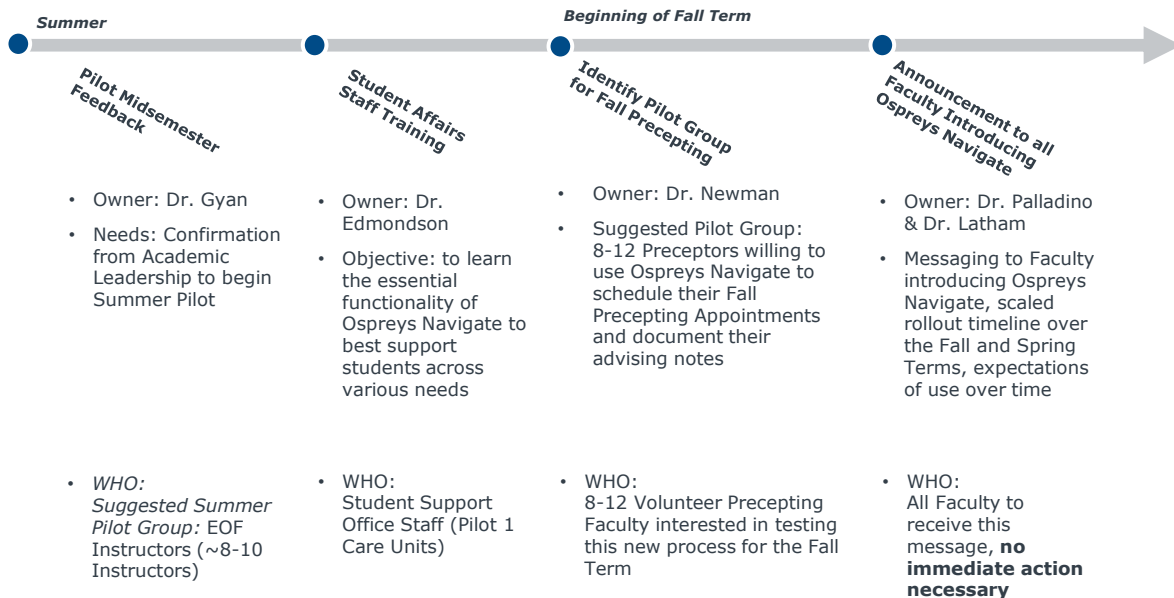 Summer
Beginning of Fall Term
Pilot Midsemester
Feedback
Student Affairs
Staff Training
Identify Pilot Group
for Fall Precepting
Announcement to all
Faculty Introducing
Ospreys Navigate
• Owner: Dr. Gyan
• Needs: Confirmation
from Academic
Leadership to begin
Summer Pilot
• Owner: Dr.
Edmondson
• Objective: to learn
the essential
functionality of
Ospreys Navigate to
best support
students across
various needs
• Owner: Dr. Newman
• Suggested Pilot Group:
8-12 Preceptors willing to
use Ospreys Navigate to
schedule their Fall
Precepting Appointments
and document their
advising notes
• Owner: Dr. Palladino
& Dr. Latham
• Messaging to Faculty
introducing Ospreys
Navigate, scaled
rollout timeline over
the Fall and Spring
Terms, expectations
of use over time
• WHO:
Suggested Summer
Pilot Group: EOF
Instructors (~8-10
Instructors)
• WHO:
Student Support
Office Staff (Pilot 1
Care Units)
• WHO:
8-12 Volunteer Precepting
Faculty interested in testing
this new process for the Fall
Term
• WHO:
All Faculty to
receive this
message, no
immediate action
necessary